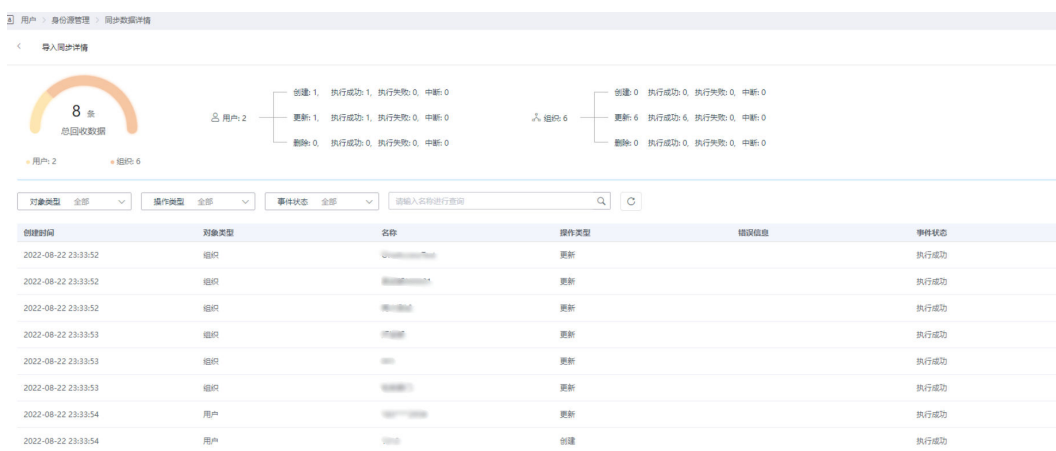 用户 > 身份源管理 > 同步数据详情
导入同步详情
8 条
总回收数据
用户: 2 组织: 6
用户: 2
创建: 1, 执行成功: 1, 执行失败: 0, 中断: 0
更新: 1, 执行成功: 1, 执行失败: 0, 中断: 0
删除: 0, 执行成功: 0, 执行失败: 0, 中断: 0
组织: 6
创建: 0 执行成功: 0, 执行失败: 0, 中断: 0
更新: 6 执行成功: 6, 执行失败: 0, 中断: 0
删除: 0 执行成功: 0, 执行失败: 0, 中断: 0
对象类型 全部 操作类型 全部 事件状态 全部 请输入名称进行查询
创建时间 对象类型 名称 操作类型 错误信息 事件状态
2022-08-22 23:33:52 组织 更新 执行成功
2022-08-22 23:33:52 组织 更新 执行成功
2022-08-22 23:33:52 组织 更新 执行成功
2022-08-22 23:33:53 组织 更新 执行成功
2022-08-22 23:33:53 组织 更新 执行成功
2022-08-22 23:33:53 组织 更新 执行成功
2022-08-22 23:33:54 用户 更新 执行成功
2022-08-22 23:33:54 用户 创建 执行成功